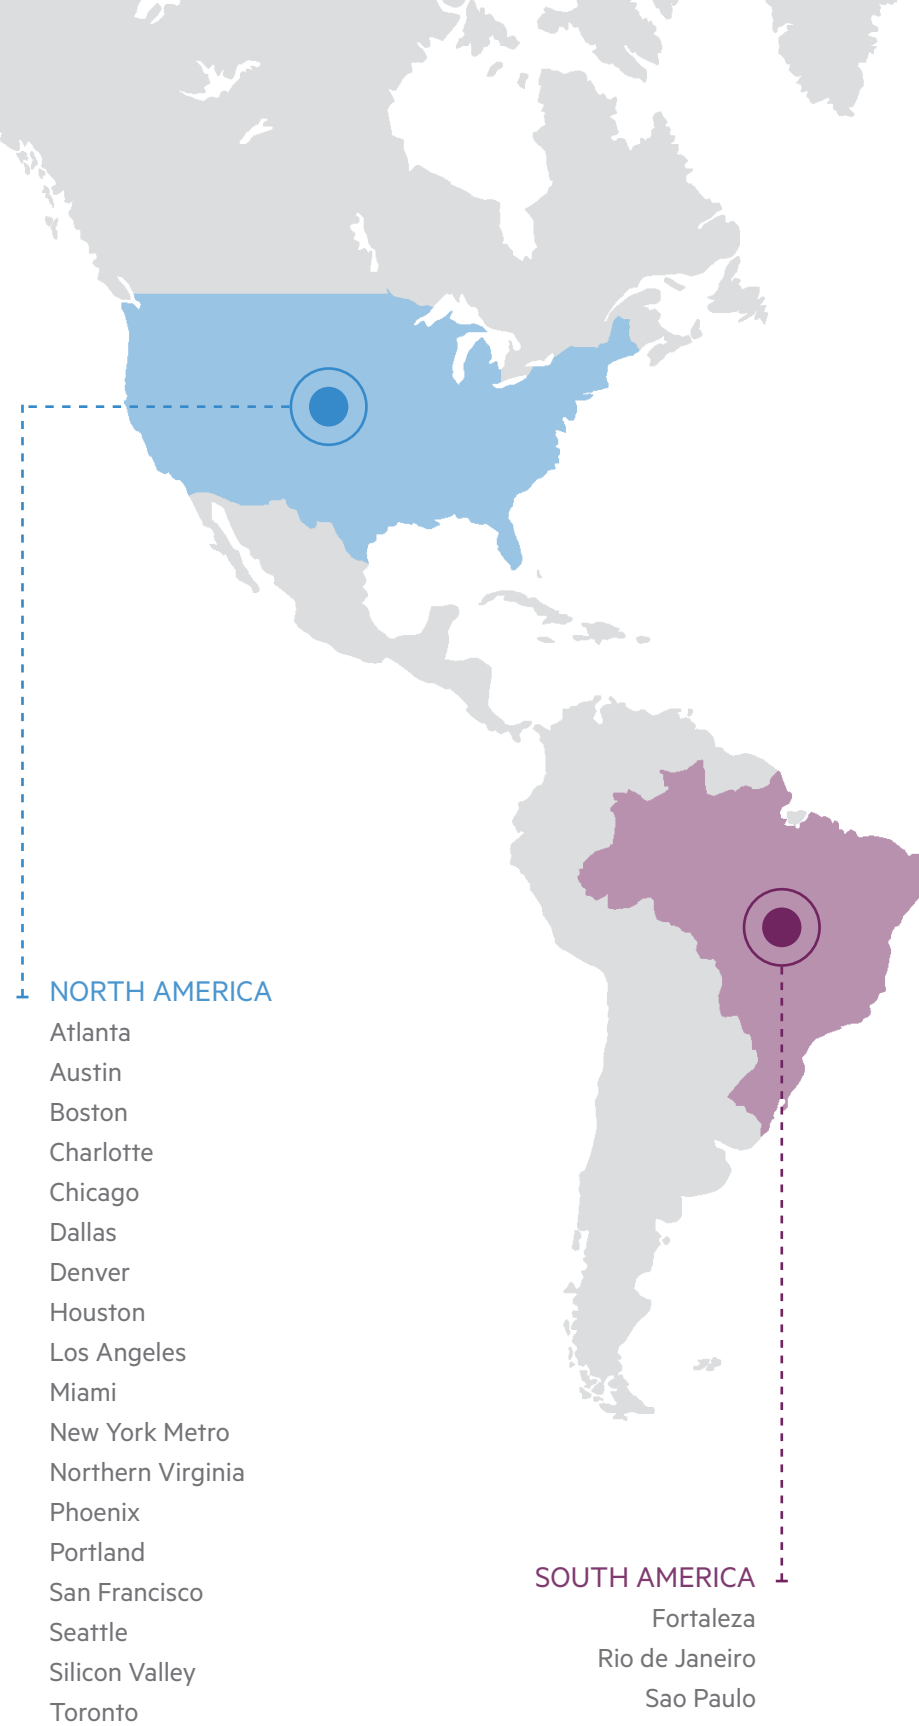 NORTH AMERICA
Atlanta
Austin
Boston
Charlotte
Chicago
Dallas
Denver
Houston
Los Angeles
Miami
New York Metro
Northern Virginia
Phoenix
Portland
San Francisco
Seattle
Silicon Valley
Toronto
SOUTH AMERICA
Fortaleza
Rio de Janeiro
Sao Paulo